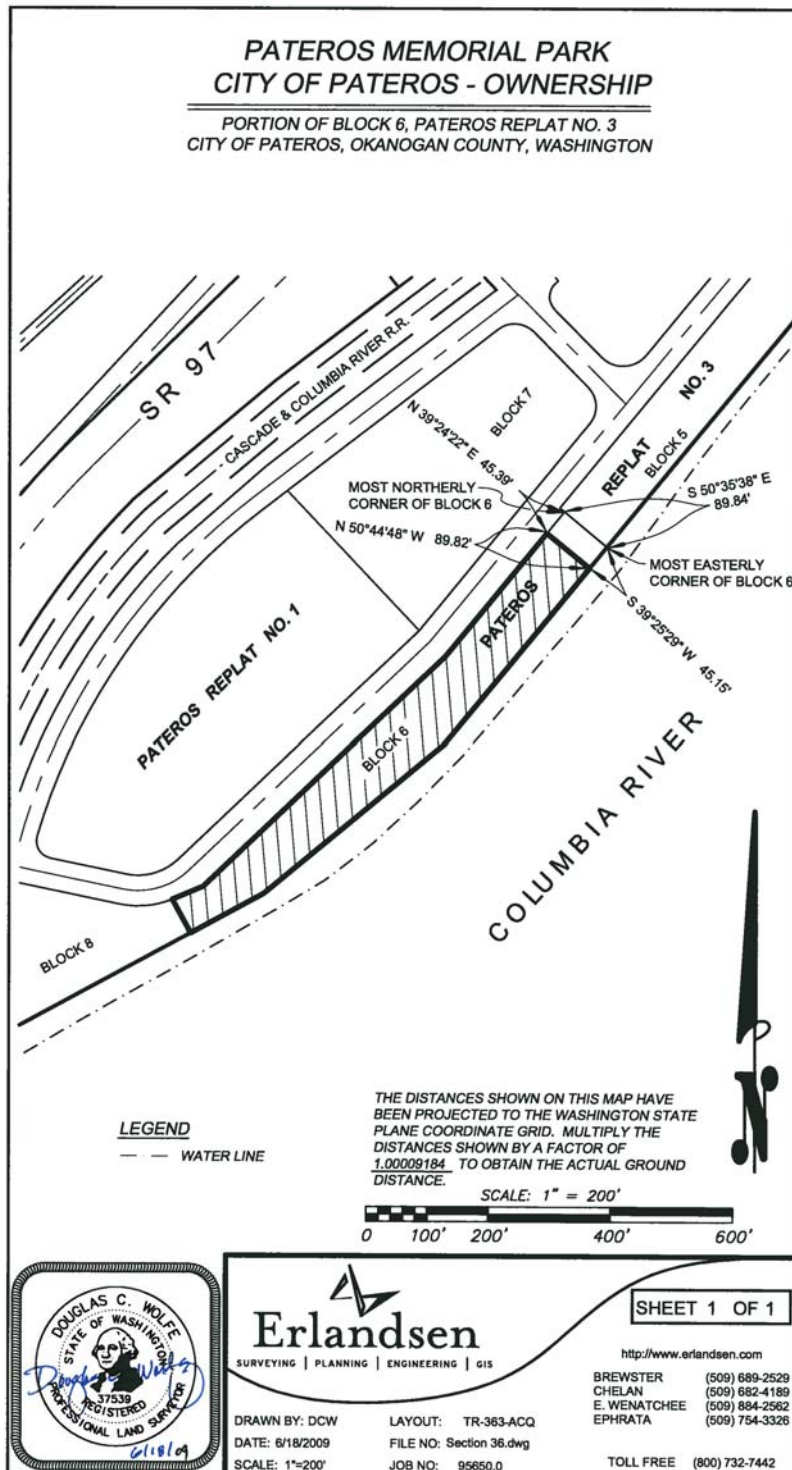 PATEROS MEMORIAL PARK
CITY OF PATEROS - OWNERSHIP
PORTION OF BLOCK 6, PATEROS REPLAT NO. 3
CITY OF PATEROS, OKANOGAN COUNTY, WASHINGTON
SR 97
CASCADE & COLUMBIA RIVER R.R.
BLOCK 7
N 39°24'22" E 45.39'
REPLAT NO. 3
BLOCK 5
MOST NORTHERLY
CORNER OF BLOCK 6
S 50°35'38" E
89.84'
N 50°44'48" W 89.82'
MOST EASTERLY
CORNER OF BLOCK 6
S 39°25'29" W 45.15'
PATEROS
PATEROS REPLAT NO. 1
BLOCK 6
COLUMBIA RIVER
BLOCK 8
N
LEGEND
WATER LINE
THE DISTANCES SHOWN ON THIS MAP HAVE
BEEN PROJECTED TO THE WASHINGTON STATE
PLANE COORDINATE GRID. MULTIPLY THE
DISTANCES SHOWN BY A FACTOR OF
1.00009184 TO OBTAIN THE ACTUAL GROUND
DISTANCE.
SCALE: 1" = 200'
0 100' 200' 400' 600'
DOUGLAS C. WOLFE
STATE OF WASHINGTON
37539
REGISTERED
PROFESSIONAL LAND SURVEYOR
6/18/09
Erlandsen
SURVEYING | PLANNING | ENGINEERING | GIS
DRAWN BY: DCW LAYOUT: TR-363-ACQ
DATE: 6/18/2009 FILE NO: Section 36.dwg
SCALE: 1"=200' JOB NO: 95650.0
SHEET 1 OF 1
http://www.erlandsen.com
BREWSTER (509) 689-2529
CHELAN (509) 682-4189
E. WENATCHEE (509) 884-2562
EPHRATA (509) 754-3326
TOLL FREE (800) 732-7442